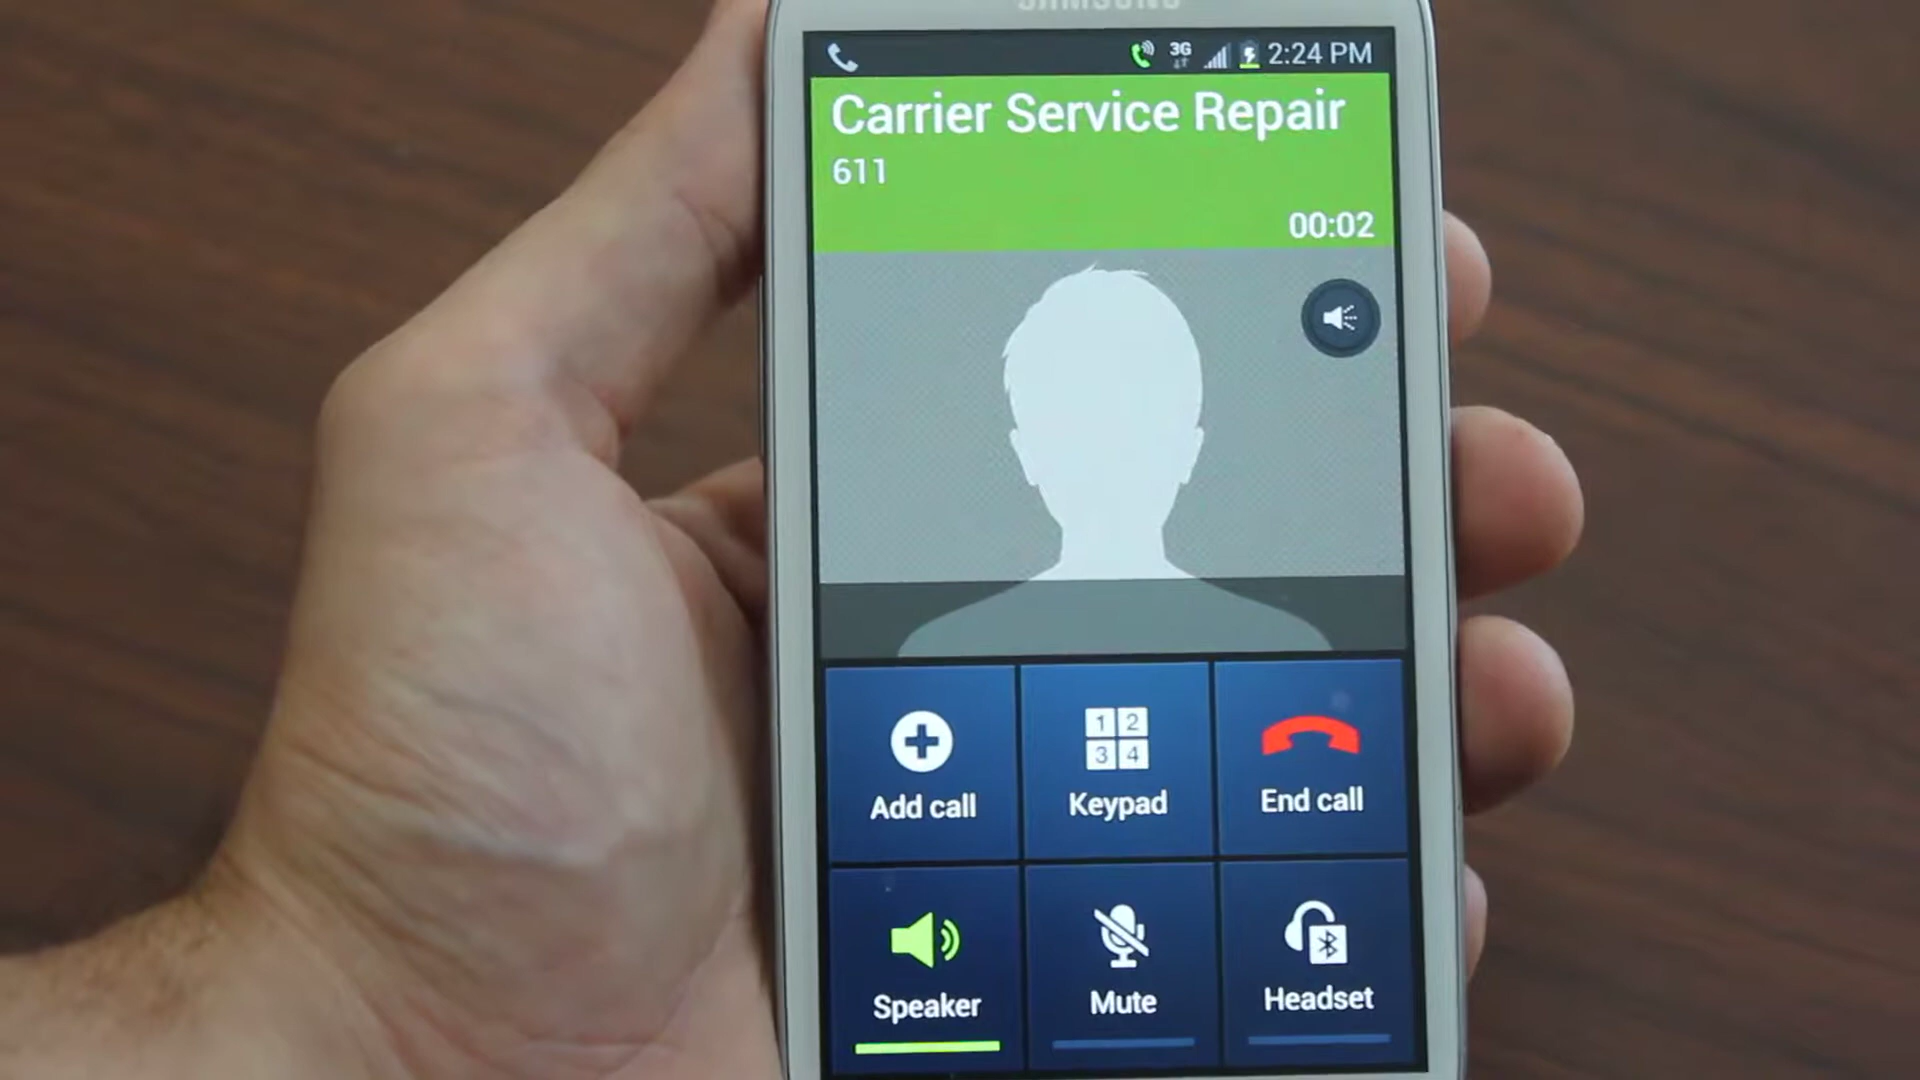 SAMSUNG
3G 2:24 PM
Carrier Service Repair
611
00:02
1 2
3 4
Add call Keypad End call
Speaker Mute Headset